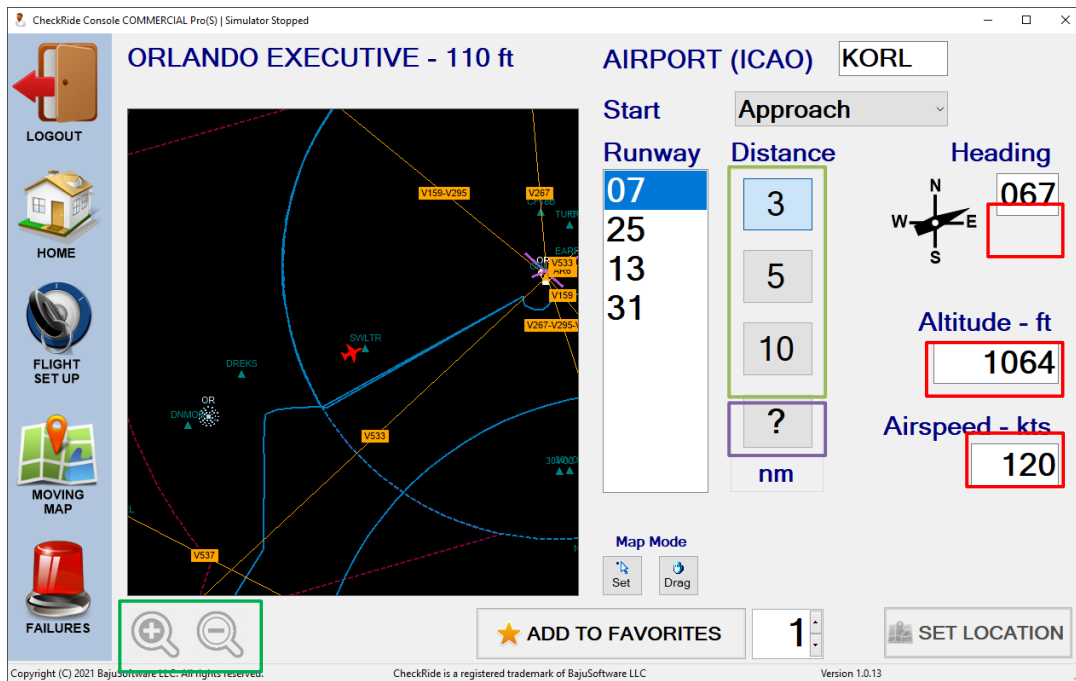 CheckRide Console COMMERCIAL Pro(S) | Simulator Stopped
LOGOUT
HOME
FLIGHT
SET UP
MOVING
MAP
FAILURES
ORLANDO EXECUTIVE - 110 ft
V159-V295
V267
V533
V159
SWLTR
DREKS
OR
V533
V537
AIRPORT (ICAO)
KORL
Start
Approach
Runway
07
25
13
31
Distance
3
5
10
?
nm
Heading
067
N
W
E
S
Altitude - ft
1064
Airspeed - kts
120
Map Mode
Set
Drag
ADD TO FAVORITES
1
SET LOCATION
Copyright (C) 2021 BajuSoftware LLC. All rights reserved.
CheckRide is a registered trademark of BajuSoftware LLC
Version 1.0.13